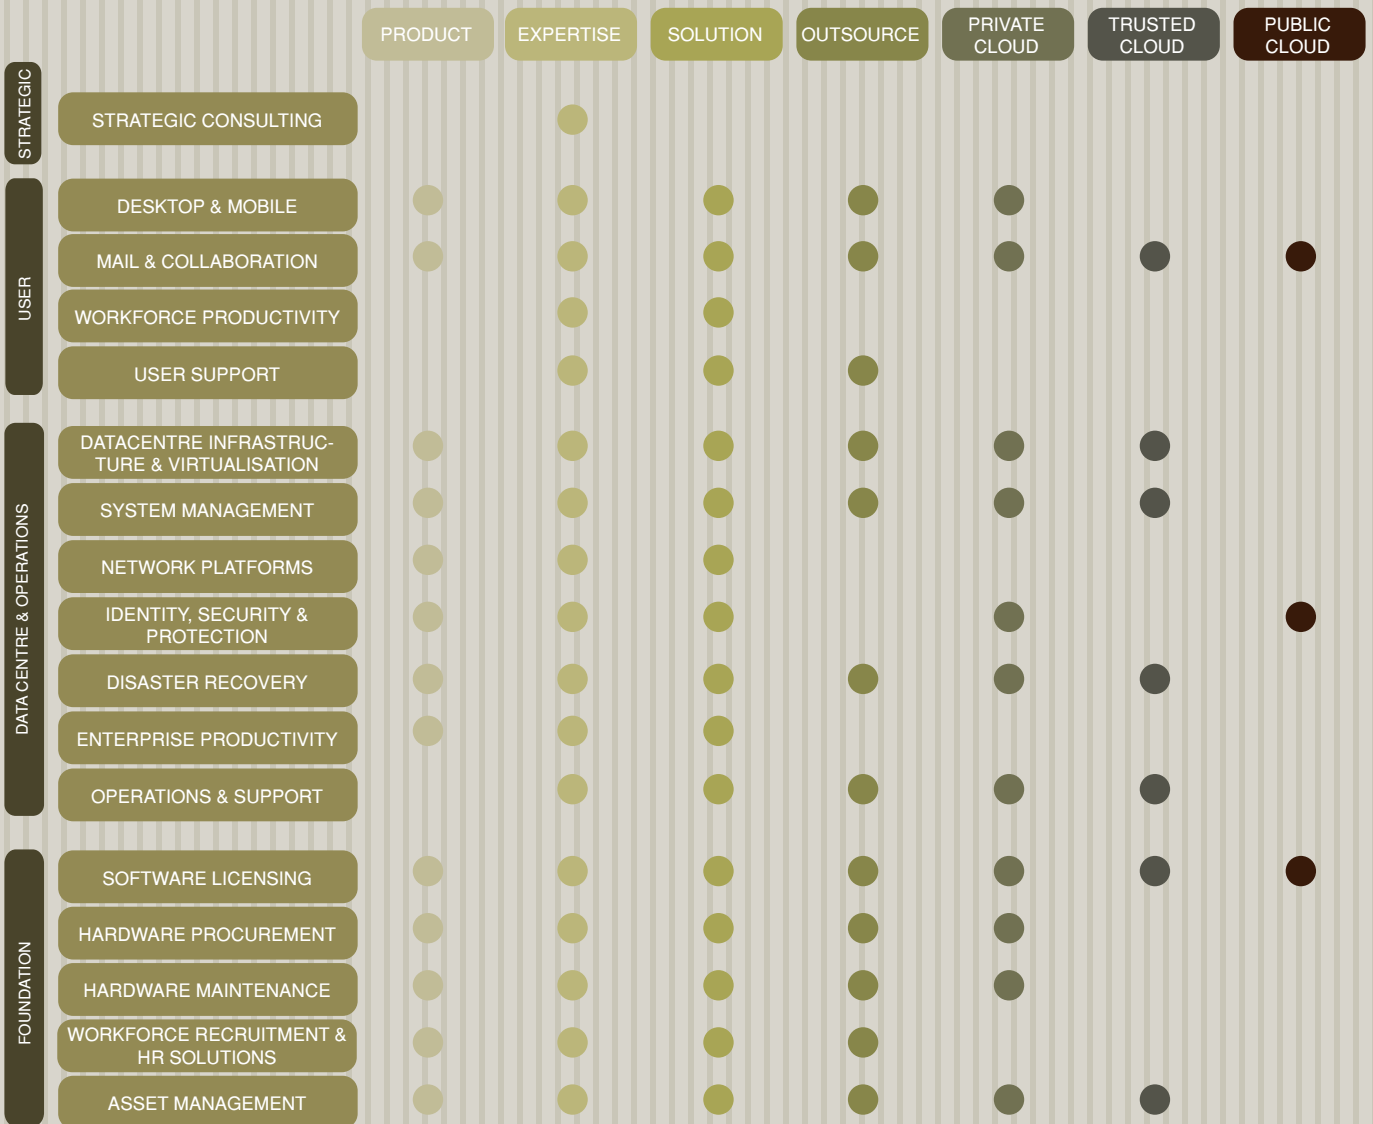 PRODUCT
EXPERTISE
SOLUTION
OUTSOURCE
PRIVATE
CLOUD
TRUSTED
CLOUD
PUBLIC
CLOUD
STRATEGIC
STRATEGIC CONSULTING
USER
DESKTOP & MOBILE
MAIL & COLLABORATION
WORKFORCE PRODUCTIVITY
USER SUPPORT
DATA CENTRE & OPERATIONS
DATACENTRE INFRASTRUC-
TURE & VIRTUALISATION
SYSTEM MANAGEMENT
NETWORK PLATFORMS
IDENTITY, SECURITY &
PROTECTION
DISASTER RECOVERY
ENTERPRISE PRODUCTIVITY
OPERATIONS & SUPPORT
FOUNDATION
SOFTWARE LICENSING
HARDWARE PROCUREMENT
HARDWARE MAINTENANCE
WORKFORCE RECRUITMENT &
HR SOLUTIONS
ASSET MANAGEMENT